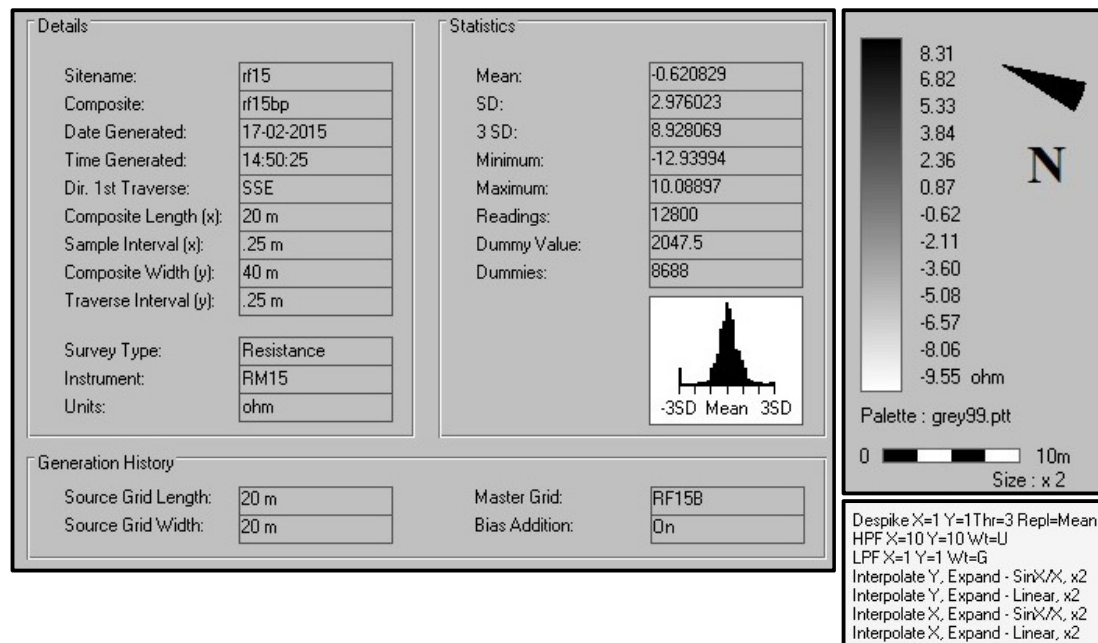 Details
Sitename: rf15
Composite: rf15bp
Date Generated: 17-02-2015
Time Generated: 14:50:25
Dir. 1st Traverse: SSE
Composite Length (x): 20 m
Sample Interval (x): .25 m
Composite Width (y): 40 m
Traverse Interval (y): .25 m
Survey Type: Resistance
Instrument: RM15
Units: ohm
Statistics
Mean: -0.620829
SD: 2.976023
3 SD: 8.928069
Minimum: -12.93994
Maximum: 10.08897
Readings: 12800
Dummy Value: 2047.5
Dummies: 8688
-3SD Mean 3SD
Generation History
Source Grid Length: 20 m
Source Grid Width: 20 m
Master Grid: RF15B
Bias Addition: On
8.31
6.82
5.33
3.84
2.36
0.87
-0.62
-2.11
-3.60
-5.08
-6.57
-8.06
-9.55 ohm
N
Palette : grey99.ptt
0 10m
Size : x 2
Despike X=1 Y=1Thr=3 Repl=Mean
HPF X=10 Y=10 Wt=U
LPF X=1 Y=1 Wt=G
Interpolate Y, Expand - SinX/X, x2
Interpolate Y, Expand - Linear, x2
Interpolate X, Expand - SinX/X, x2
Interpolate X, Expand - Linear, x2